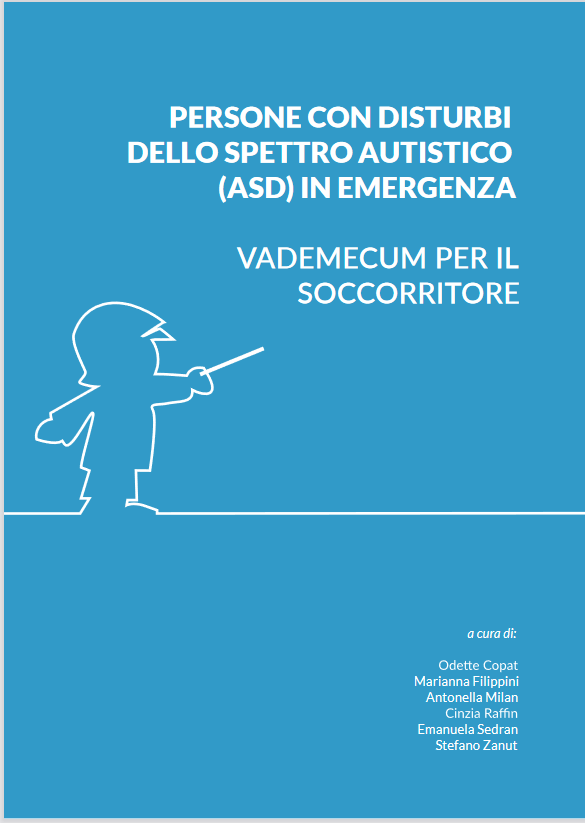 PERSONE CON DISTURBI
DELLO SPETTRO AUTISTICO
(ASD) IN EMERGENZA
VADEMECUM PER IL
SOCCORRITORE
a cura di:
Odette Copat
Marianna Filippini
Antonella Milan
Cinzia Raffin
Emanuela Sedran
Stefano Zanut